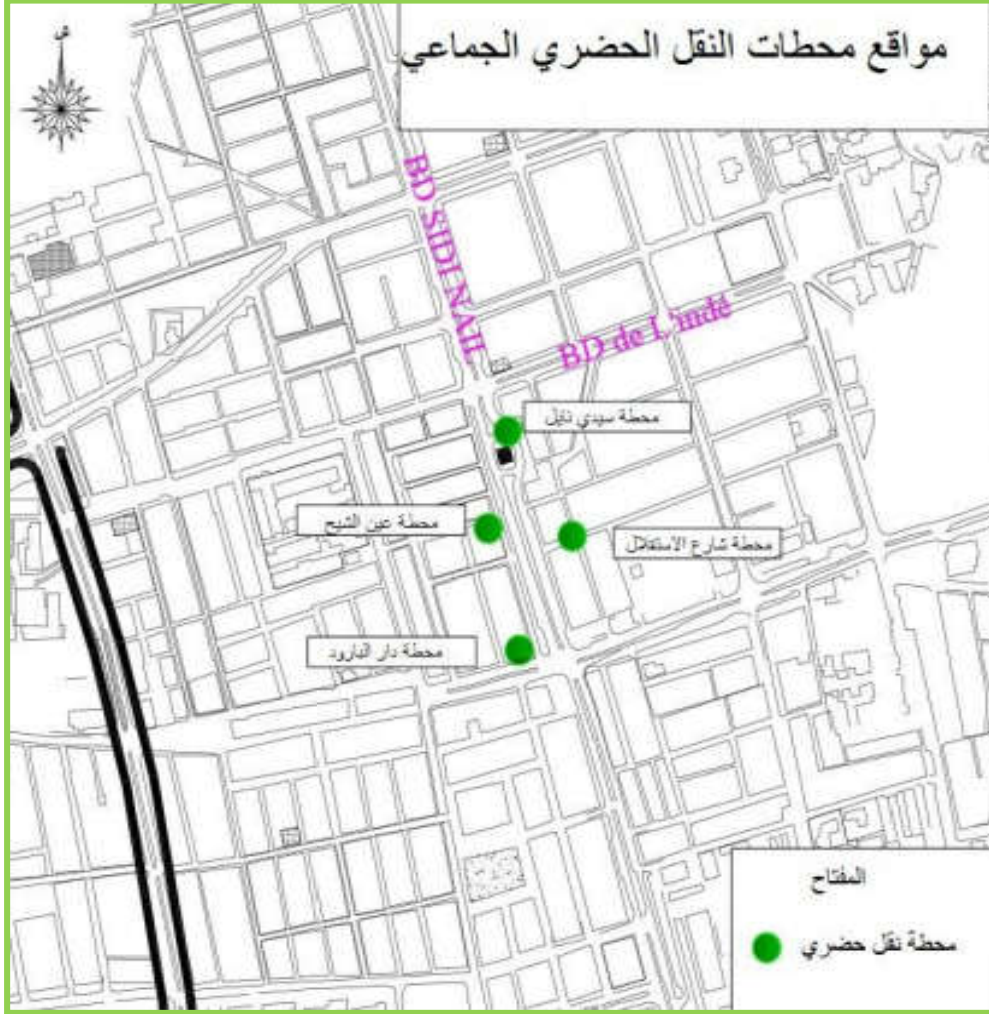 مواقع محطات النقل الحضري الجماعي
ش
BD SIDI NAIL
BD de L'indé
محطة سيدي نايل
محطة عين الشيح
محطة شارع الاستقلال
محطة دار البارود
المفتاح
محطة نقل حضري